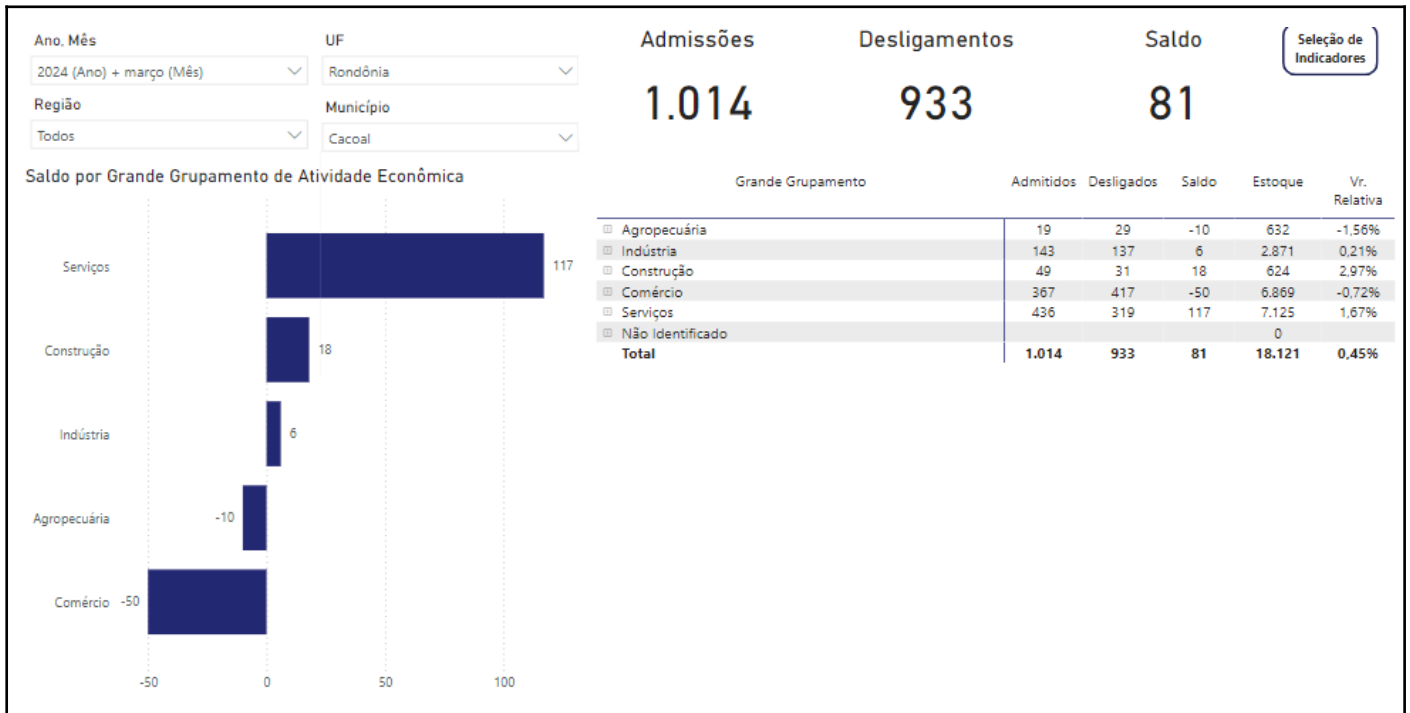 Ano, Mês
2024 (Ano) + março (Mês)
UF
Rondônia
Região
Todos
Município
Cacoal
Admissões
1.014
Desligamentos
933
Saldo
81
Seleção de
Indicadores
Saldo por Grande Grupamento de Atividade Econômica
Serviços 117
Construção 18
Indústria 6
Agropecuária -10
Comércio -50
-50 0 50 100
Grande Grupamento Admitidos Desligados Saldo Estoque Vr.
Relativa
Agropecuária 19 29 -10 632 -1,56%
Indústria 143 137 6 2.871 0,21%
Construção 49 31 18 624 2,97%
Comércio 367 417 -50 6.869 -0,72%
Serviços 436 319 117 7.125 1,67%
Não Identificado 0
Total 1.014 933 81 18.121 0,45%